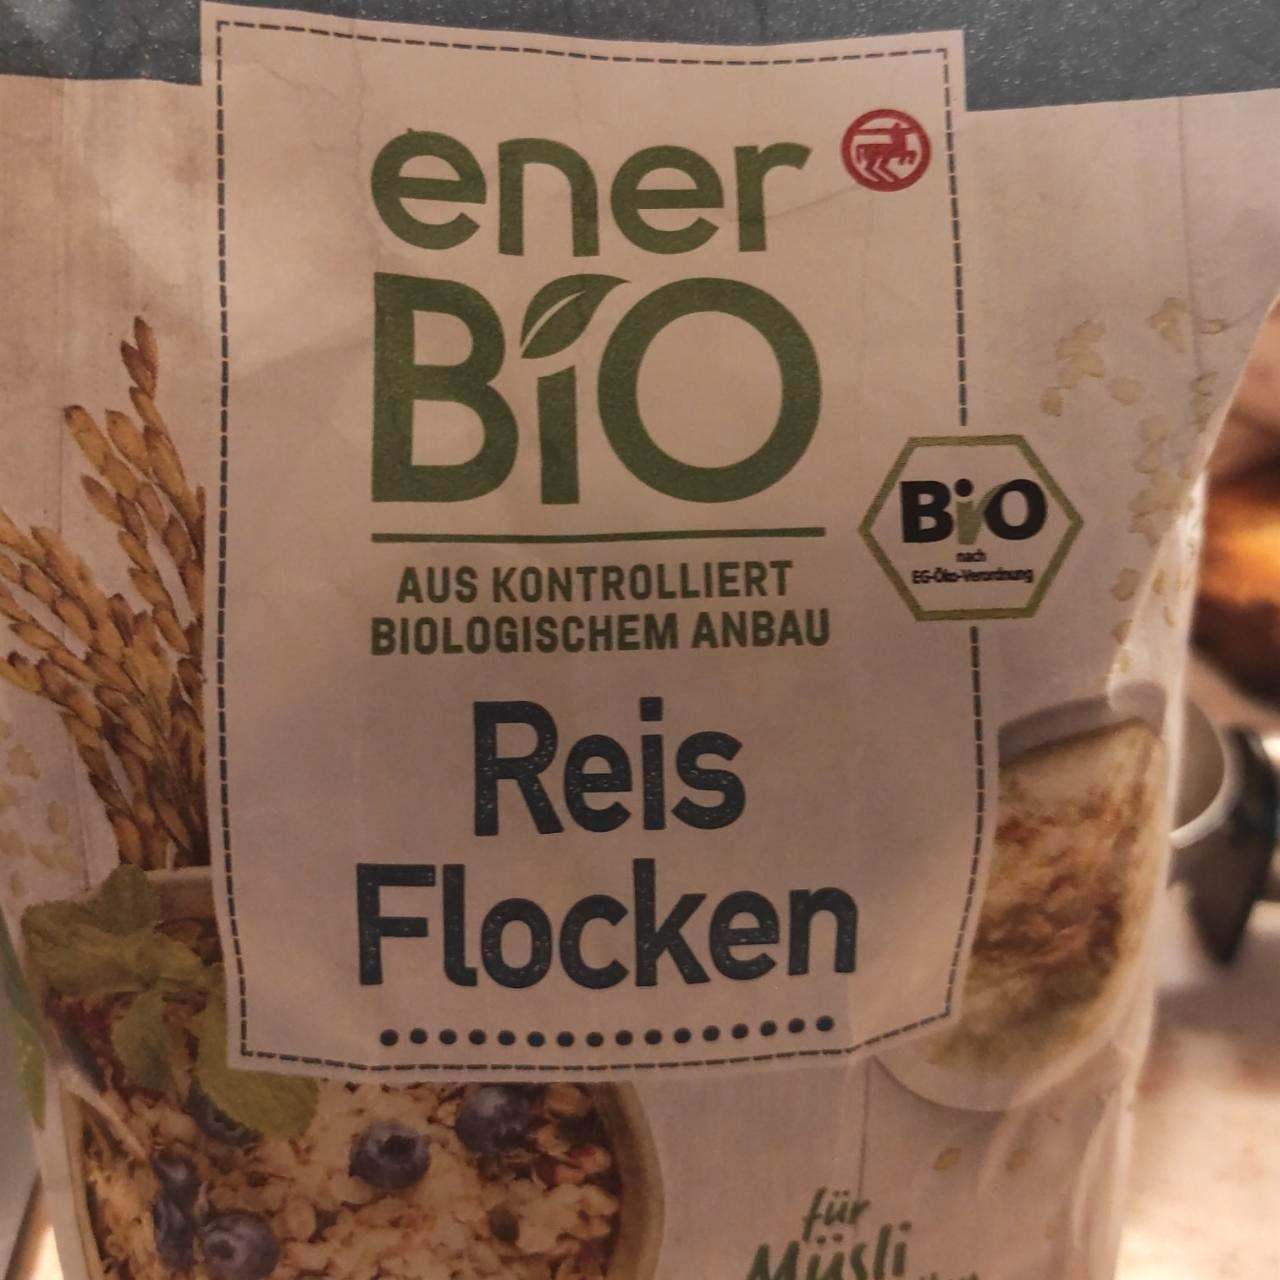 ener
BiO
AUS KONTROLLIERT
BIOLOGISCHEM ANBAU
BiO
nach
EG-Öko-Verordnung
Reis
Flocken
für
Müsli